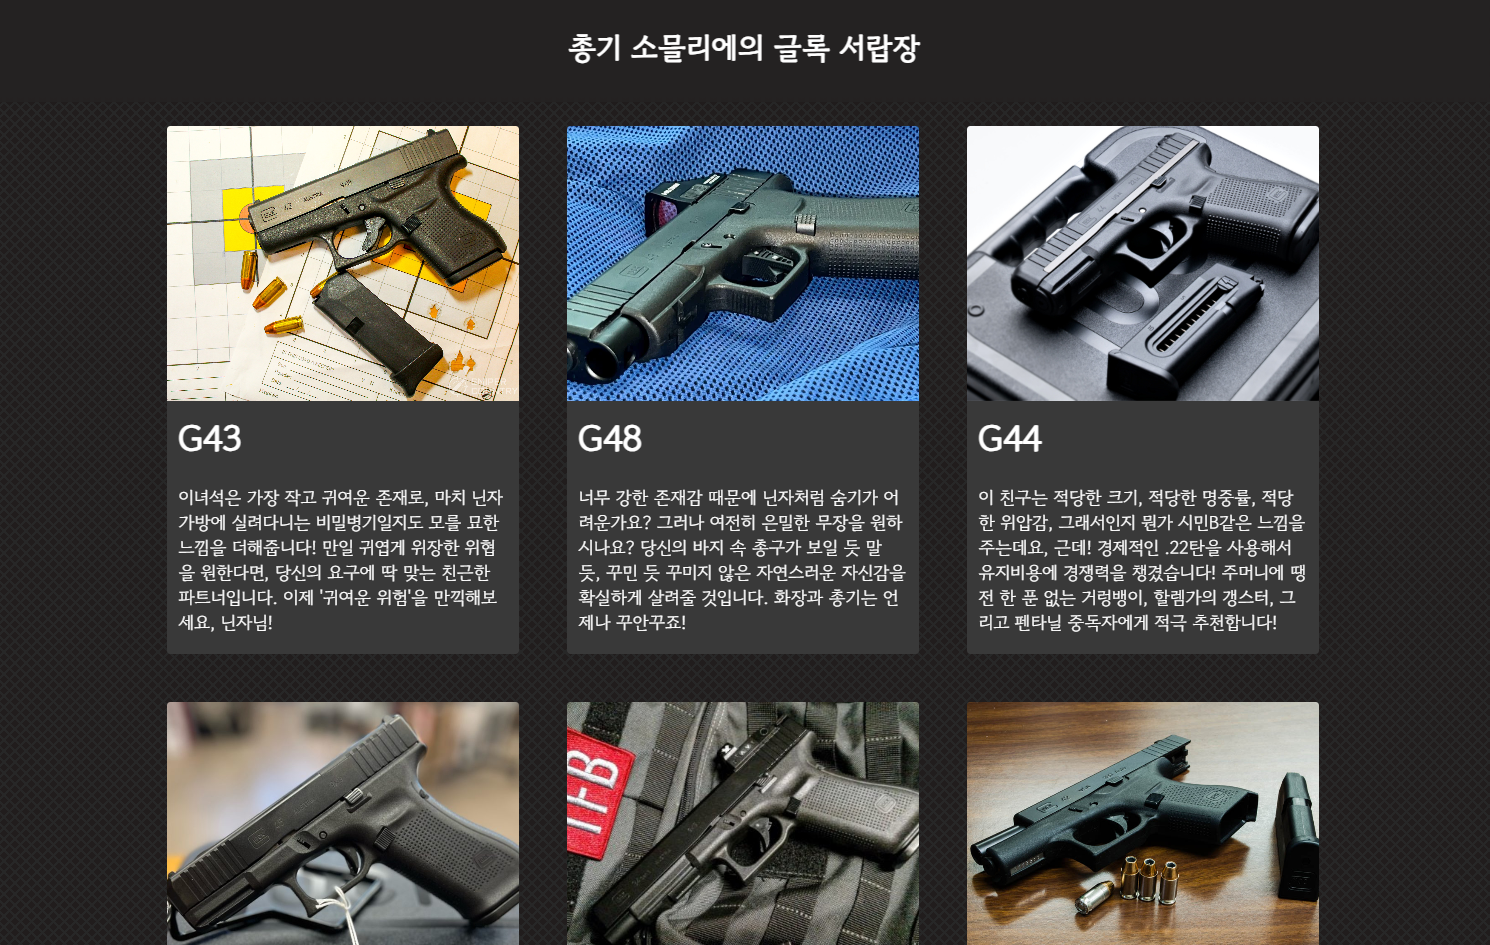 총기 소믈리에의 글록 서랍장
G43
이녀석은 가장 작고 귀여운 존재로, 마치 닌자
가방에 실려다니는 비밀병기일지도 모를 묘한
느낌을 더해줍니다! 만일 귀엽게 위장한 위협
을 원한다면, 당신의 요구에 딱 맞는 친근한
파트너입니다. 이제 '귀여운 위험'을 만끽해보
세요, 닌자님!
G48
너무 강한 존재감 때문에 닌자처럼 숨기가 어
려운가요? 그러나 여전히 은밀한 무장을 원하
시나요? 당신의 바지 속 총구가 보일 듯 말
듯, 꾸민 듯 꾸미지 않은 자연스러운 자신감을
확실하게 살려줄 것입니다. 화장과 총기는 언
제나 꾸안꾸죠!
G44
이 친구는 적당한 크기, 적당한 명중률, 적당
한 위압감, 그래서인지 뭔가 시민B같은 느낌을
주는데요, 근데! 경제적인 .22탄을 사용해서
유지비용에 경쟁력을 챙겼습니다! 주머니에 땡
전 한 푼 없는 거렁뱅이, 할렘가의 갱스터, 그
리고 펜타닐 중독자에게 적극 추천합니다!
TFB